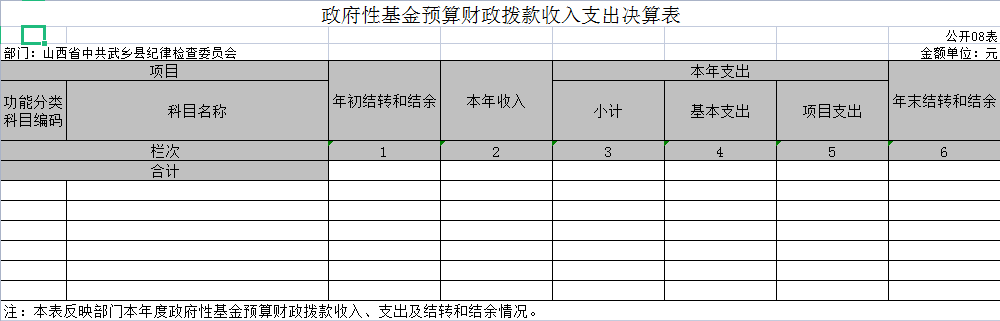 政府性基金预算财政拨款收入支出决算表
公开08表
部门：山西省中共武乡县纪律检查委员会 金额单位：元
项目 年初结转和结余 本年收入 本年支出 年末结转和结余
功能分类科目编码 科目名称 小计 基本支出 项目支出
栏次 1 2 3 4 5 6
合计
注：本表反映部门本年度政府性基金预算财政拨款收入、支出及结转和结余情况。